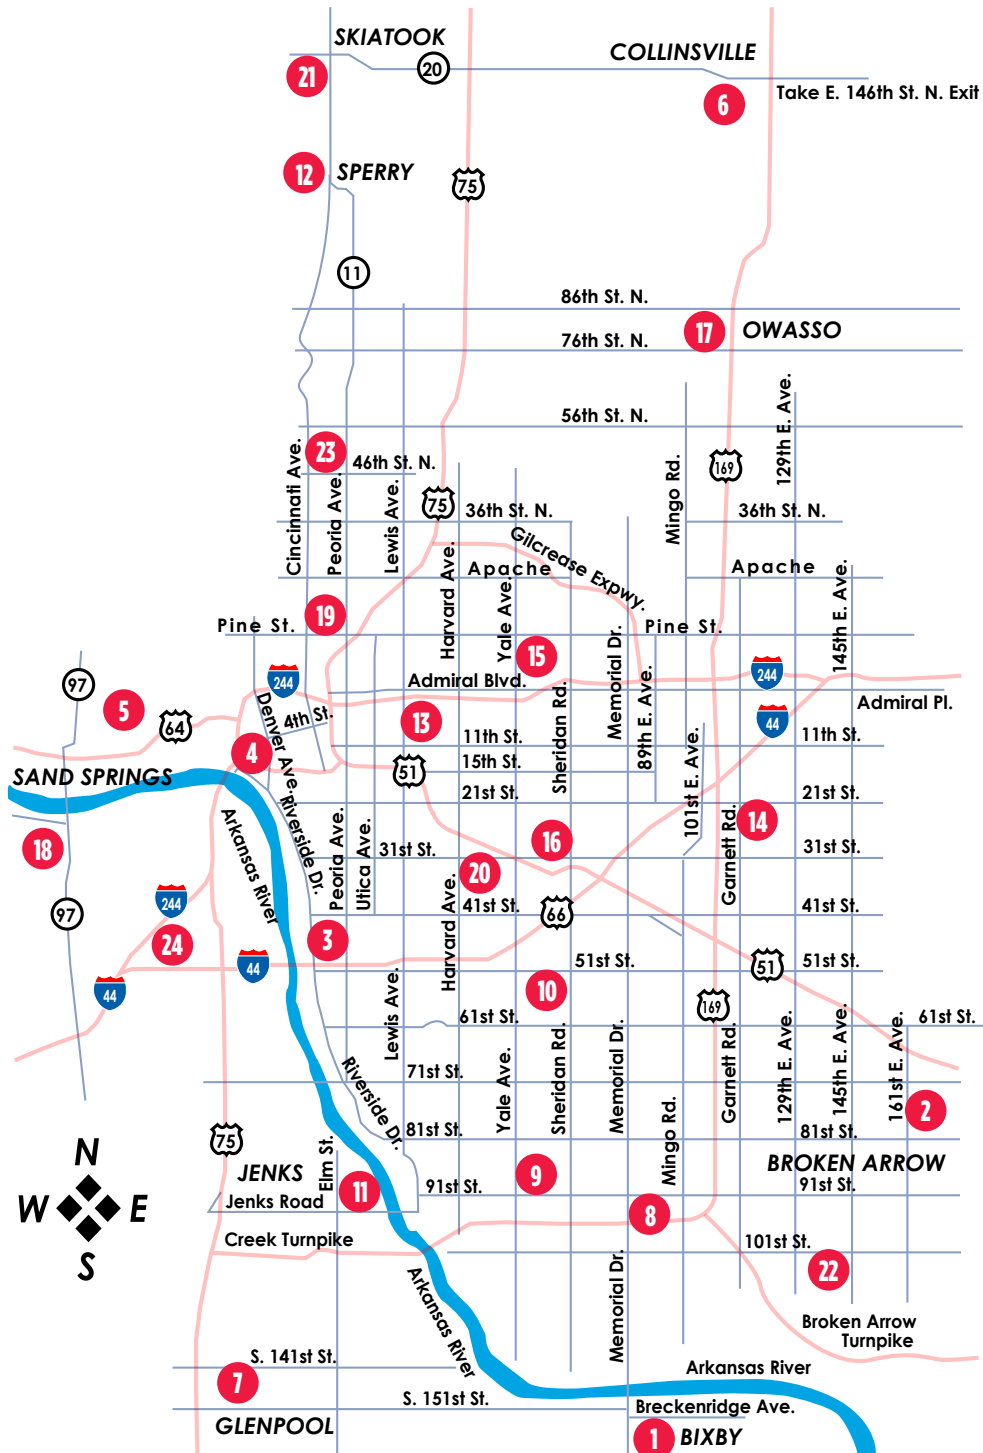 SKIATOOK
COLLINSVILLE
20
21
6
Take E. 146th St. N. Exit
12
SPERRY
75
11
86th St. N.
17
OWASSO
76th St. N.
56th St. N.
129th E. Ave.
Cincinnati Ave.
23
46th St. N.
Peoria Ave.
Lewis Ave.
Mingo Rd.
169
75
36th St. N.
36th St. N.
Gilcrease Expwy.
Harvard Ave.
Apache
Apache
Yale Ave.
145th E. Ave.
19
Pine St.
Pine St.
Memorial Dr.
15
89th E. Ave.
97
244
244
Admiral Blvd.
Admiral Pl.
5
64
Denver Ave.
4th St.
13
Sheridan Rd.
44
11th St.
11th St.
4
15th St.
51
101st E. Ave.
SAND SPRINGS
21st St.
21st St.
Arkansas River
Riverside Dr.
Peoria Ave.
Utica Ave.
Garnett Rd.
14
18
16
31st St.
31st St.
20
Harvard Ave.
97
244
41st St.
66
41st St.
24
3
44
44
51st St.
51
51st St.
10
Lewis Ave.
169
61st St.
61st St.
Yale Ave.
Sheridan Rd.
Memorial Dr.
Garnett Rd.
129th E. Ave.
145th E. Ave.
161st E. Ave.
Riverside Dr.
71st St.
2
Mingo Rd.
75
81st St.
81st St.
N
W E
S
JENKS
Elm St.
BROKEN ARROW
11
9
91st St.
91st St.
Jenks Road
8
Creek Turnpike
101st St.
22
Arkansas River
Memorial Dr.
Broken Arrow
Turnpike
S. 141st St.
7
Arkansas River
S. 151st St.
Breckenridge Ave.
GLENPOOL
1
BIXBY